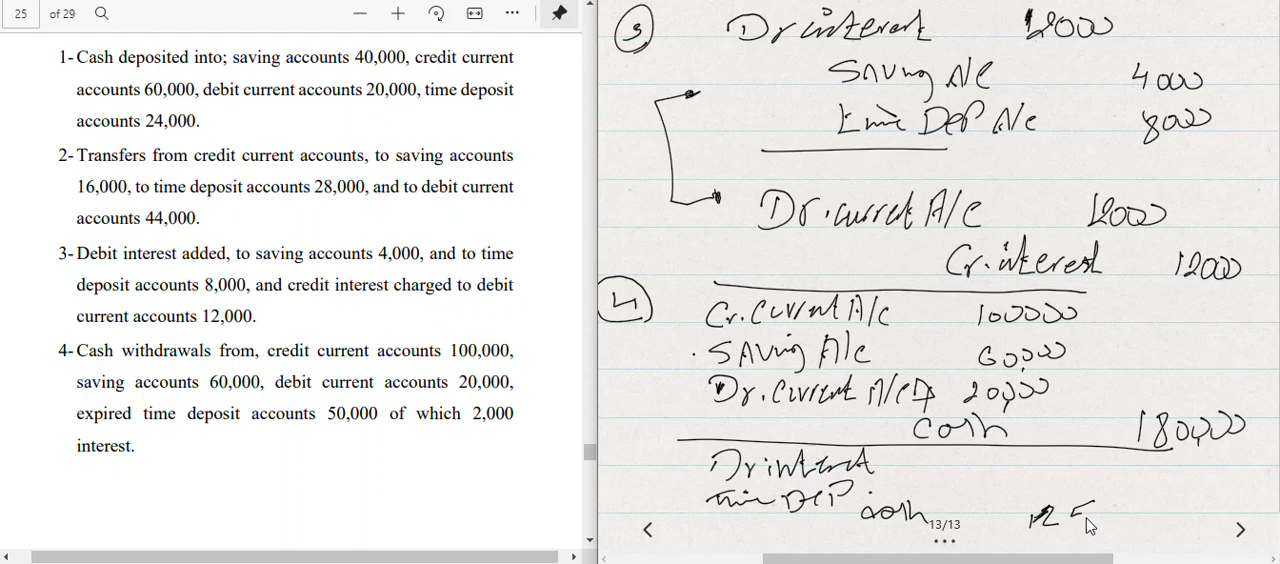 25 of 29
1- Cash deposited into; saving accounts 40,000, credit current
accounts 60,000, debit current accounts 20,000, time deposit
accounts 24,000.
2- Transfers from credit current accounts, to saving accounts
16,000, to time deposit accounts 28,000, and to debit current
accounts 44,000.
3- Debit interest added, to saving accounts 4,000, and to time
deposit accounts 8,000, and credit interest charged to debit
current accounts 12,000.
4- Cash withdrawals from, credit current accounts 100,000,
saving accounts 60,000, debit current accounts 20,000,
expired time deposit accounts 50,000 of which 2,000
interest.
3 Dr interest 12000
SAVing A/C 4000
time DEP A/c 8000
Dr. current A/C 12000
Cr. interest 12000
4
Cr. Current A/c 100000
SAVing A/c 60,000
Dr. Current A/C 20,000
Cash 180,000
Dr interest
time DEP
cash
13/13